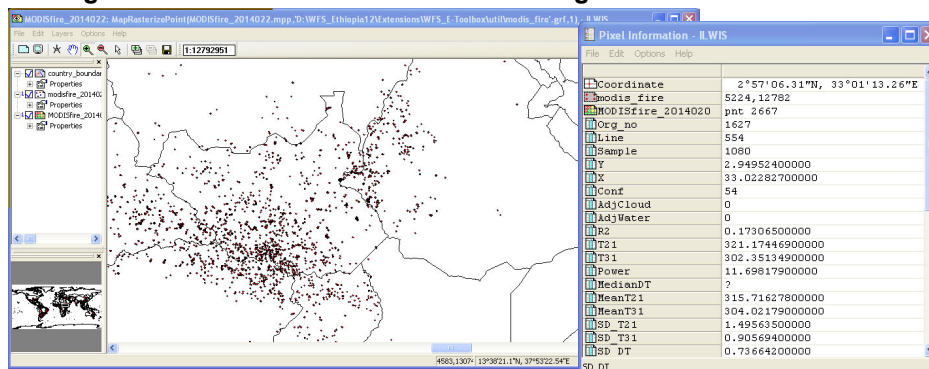 MODISfire_2014022: MapRasterizePoint(MODISfire_2014022.mpp,'D:\WFS_Ethiopia12\Extensions\WFS_E-Toolbox\util\modis_fire'.grf,1) - ILWIS
File Edit Layers Options Help
1:12792951
country_boundar
Properties
modisfire_20140
Properties
MODISfire_2014
Properties
4583,1307 13°38'21.1"N, 37°53'22.54"E
Pixel Information - ILWIS
File Edit Options Help
Coordinate 2°57'06.31"N, 33°01'13.26"E
modis_fire 5224,12782
MODISfire_2014020 pnt 2667
Org_no 1627
Line 554
Sample 1080
Y 2.94952400000
X 33.02282700000
Conf 54
AdjCloud 0
AdjWater 0
R2 0.17306500000
T21 321.17446900000
T31 302.35134900000
Power 11.69817900000
MedianDT ?
MeanT21 315.71627800000
MeanT31 304.02179000000
SD_T21 1.49563500000
SD_T31 0.90569400000
SD_DT 0.73664200000
SD_DT